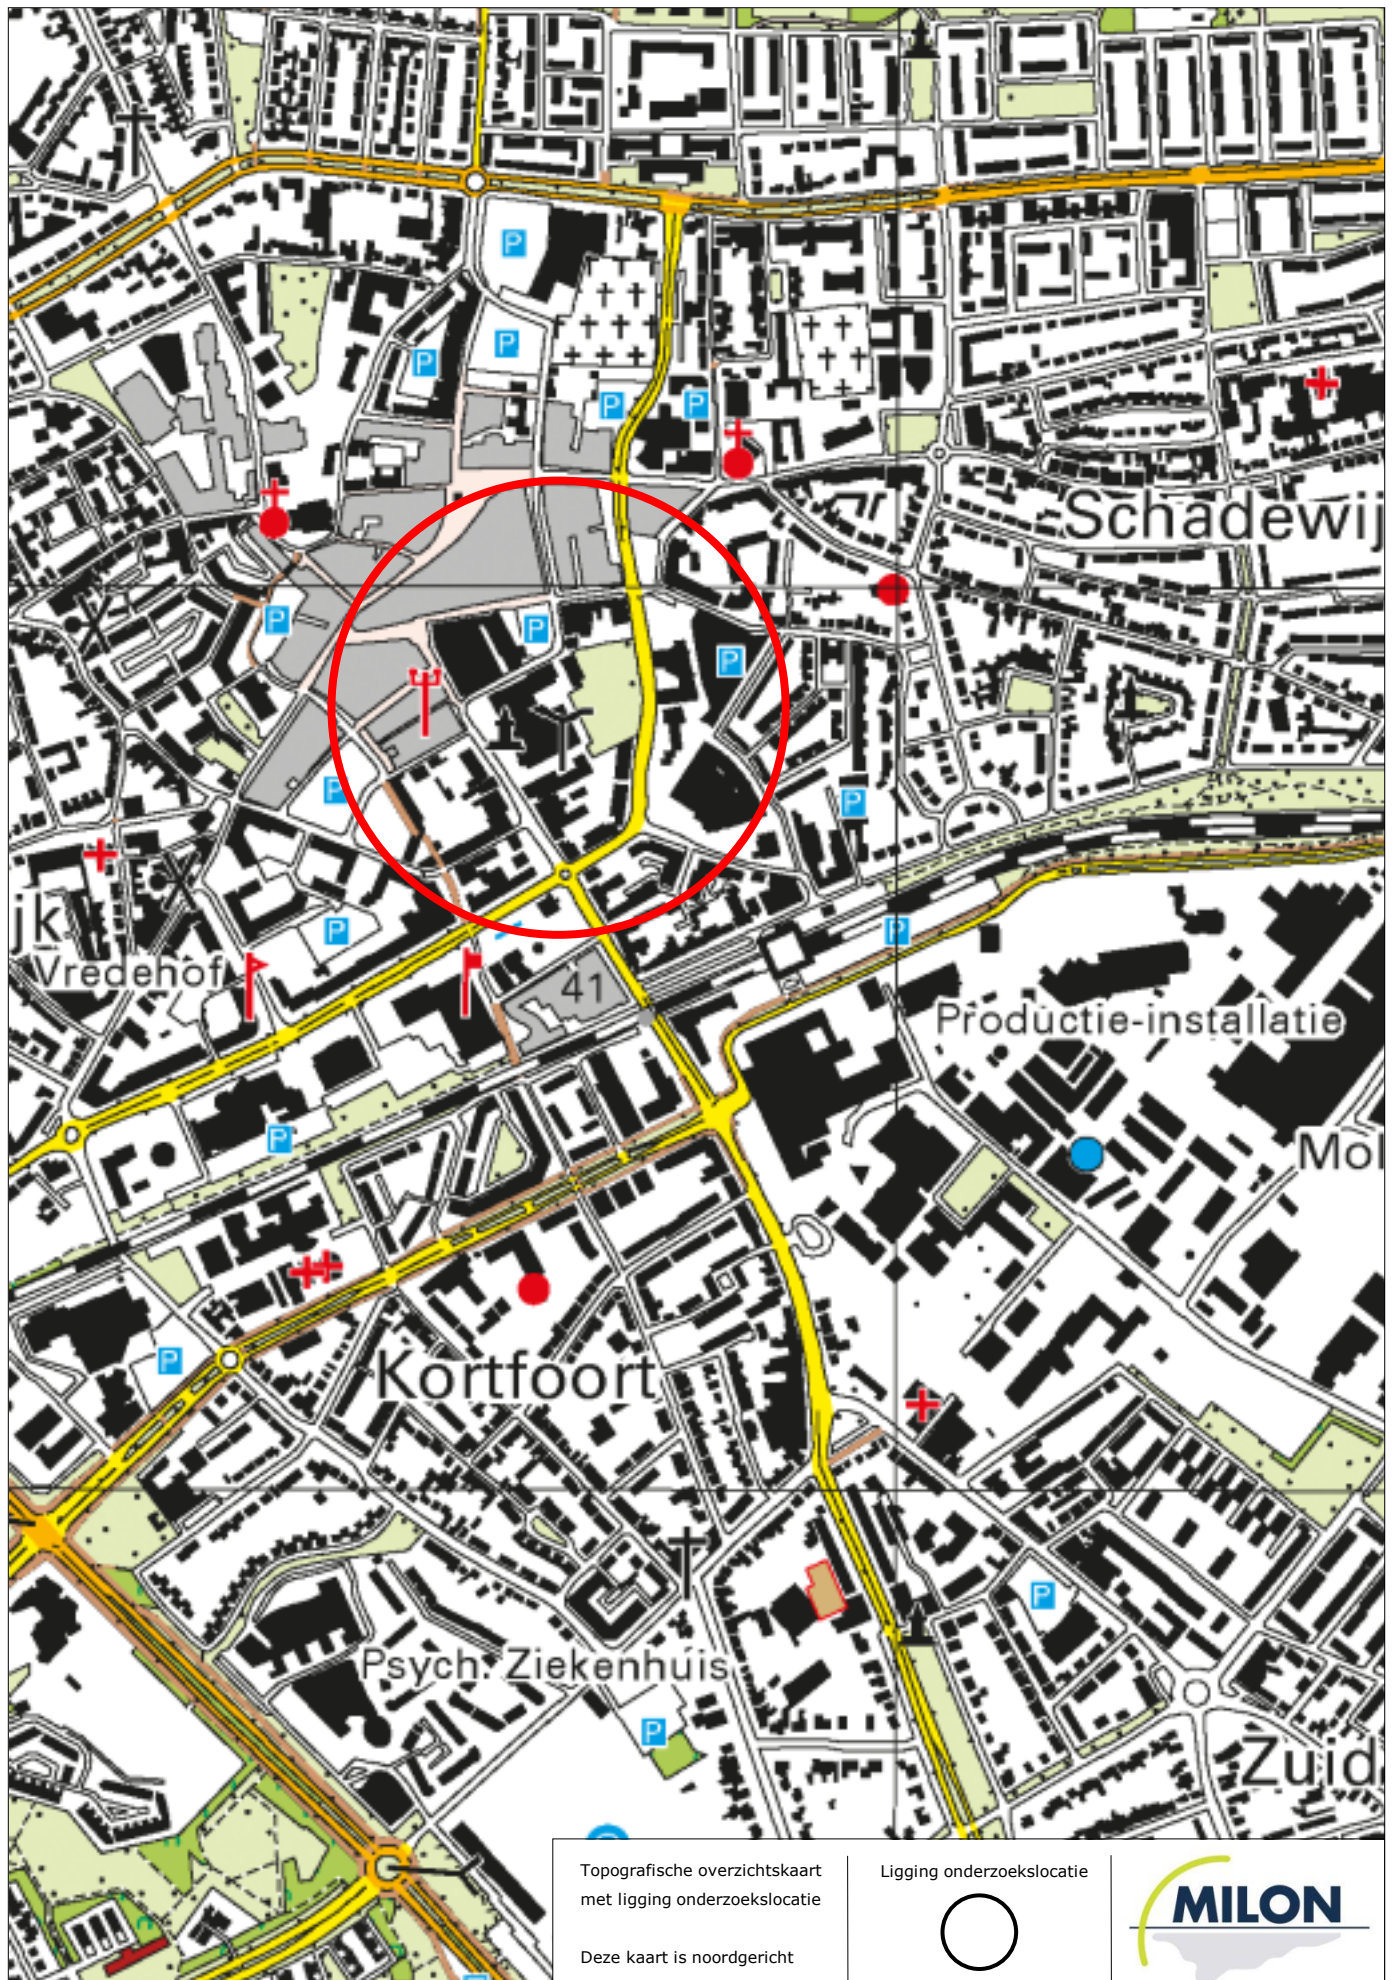 P
P
P
P
P
Schadewij
P
P
P
P
P
jk
Vredehof
P
P
41
Productie-installatie
P
Mol
P
Kortfoort
P
Psych. Ziekenhuis
P
Zuid
Topografische overzichtskaart
met ligging onderzoekslocatie
Deze kaart is noordgericht
Ligging onderzoekslocatie
MILON